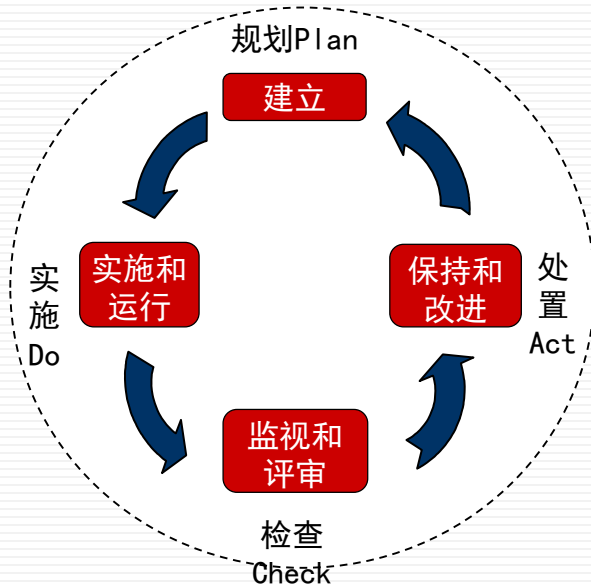 规划Plan
建立
实
施
Do
实施和
运行
保持和
改进
处
置
Act
监视和
评审
检查
Check